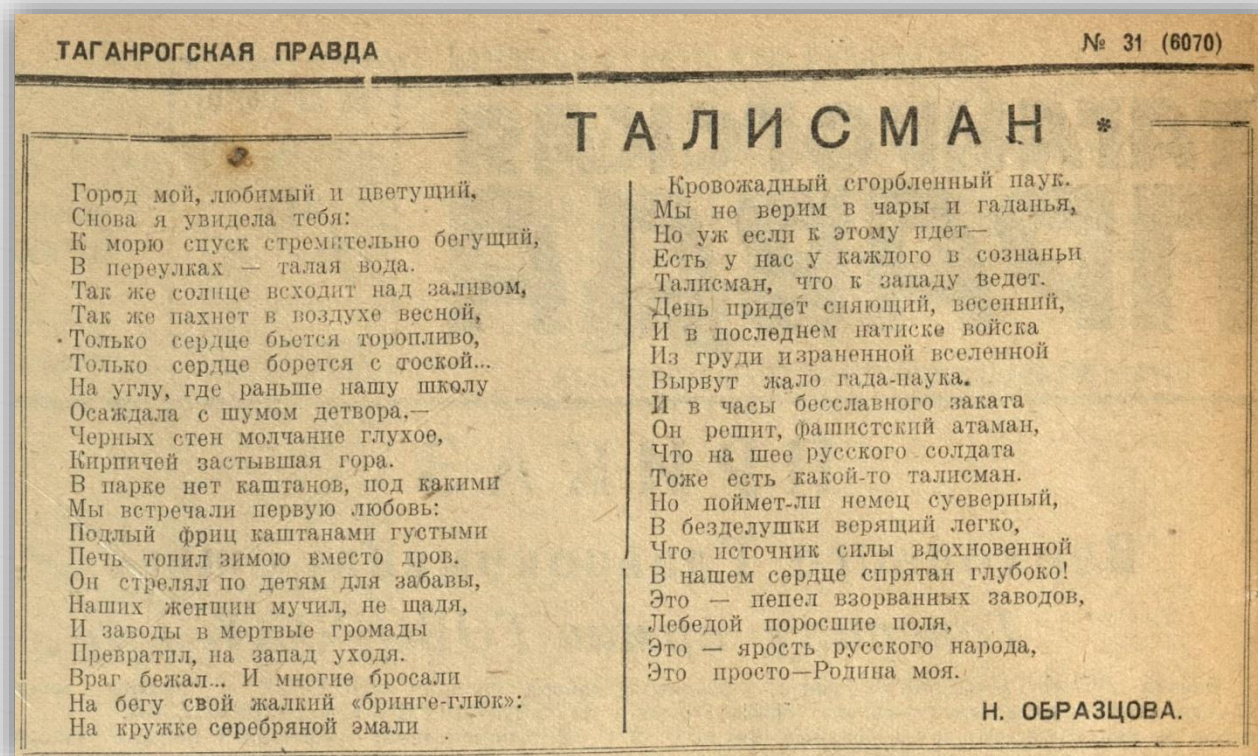 ТАГАНРОГСКАЯ ПРАВДА
№ 31 (6070)
ТАЛИСМАН *
Город мой, любимый и цветущий,
Снова я увидела тебя:
К морю спуск стремительно бегущий,
В переулках — талая вода.
Так же солнце всходит над заливом,
Так же пахнет в воздухе весной,
Только сердце бьется торопливо,
Только сердце борется с тоской...
На углу, где раньше нашу школу
Осаждала с шумом детвора,—
Черных стен молчание глухое,
Кирпичей застывшая гора.
В парке нет каштанов, под какими
Мы встречали первую любовь:
Подлый фриц каштанами густыми
Печь топил зимою вместо дров.
Он стрелял по детям для забавы,
Наших женщин мучил, не щадя,
И заводы в мертвые громады
Превратил, на запад уходя.
Враг бежал... И многие бросали
На бегу свой жалкий «бринге-глюк»:
На кружке серебряной эмали
Кровожадный сгорбленный паук.
Мы не верим в чары и гаданья,
Но уж если к этому идет—
Есть у нас у каждого в сознаньи
Талисман, что к западу ведет.
День придет сияющий, весенний,
И в последнем натиске войска
Из груди израненной вселенной
Вырвут жало гада-паука.
И в часы бесславного заката
Он решит, фашистский атаман,
Что на шее русского солдата
Тоже есть какой-то талисман.
Но поймет-ли немец суеверный,
В безделушки верящий легко,
Что источник силы вдохновенной
В нашем сердце спрятан глубоко!
Это — пепел взорванных заводов,
Лебедой поросшие поля,
Это — ярость русского народа,
Это просто—Родина моя.
Н. ОБРАЗЦОВА.